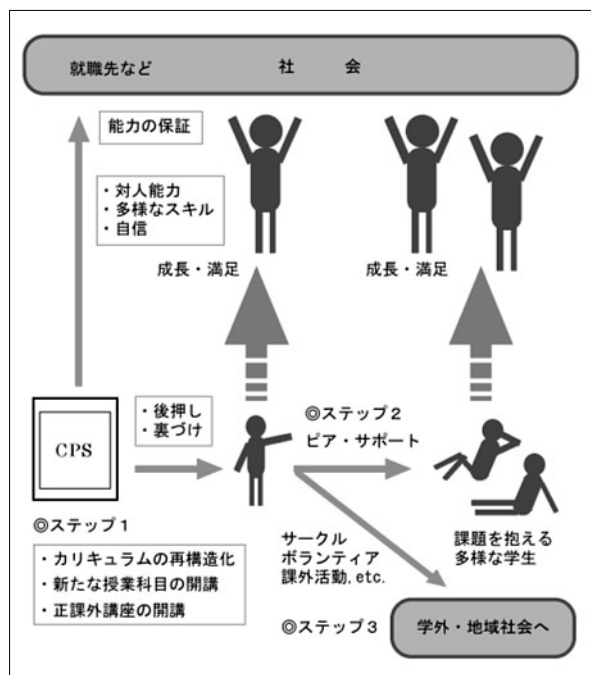 就職先など　社　会
能力の保証
・対人能力
・多様なスキル
・自信
成長・満足
成長・満足
・後押し
・裏づけ
CPS
◎ステップ1
・カリキュラムの再構造化
・新たな授業科目の開講
・正課外講座の開講
◎ステップ2
ピア・サポート
課題を抱える
多様な学生
サークル
ボランティア
課外活動, etc.
◎ステップ3
学外・地域社会へ